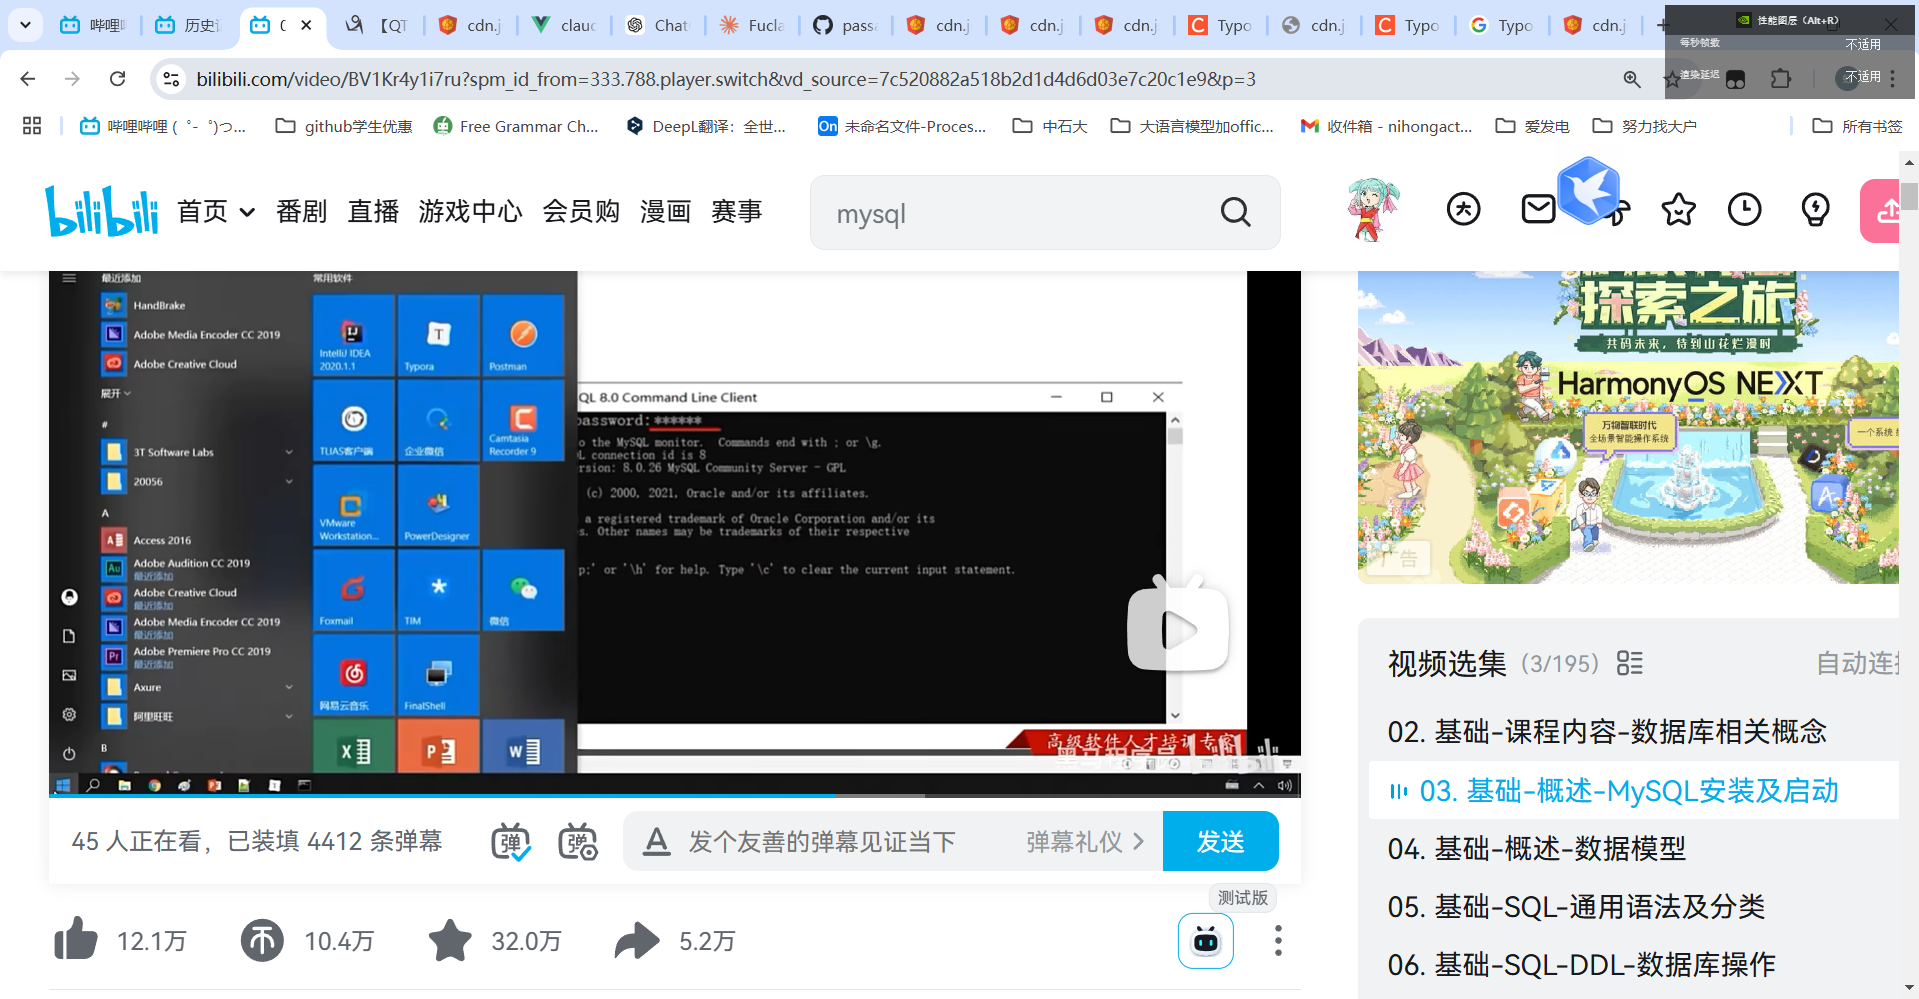 哔哩
历史
【QT
cdn.j
clau
Chat
Fucla
passa
cdn.j
cdn.j
cdn.j
Typo
cdn.j
Typo
Typo
cdn.j
性能图层 (Alt+R)
每秒帧数
不适用
渲染延迟
不适用
bilibili.com/video/BV1Kr4y1i7ru?spm_id_from=333.788.player.switch&vd_source=7c520882a518b2d1d4d6d03e7c20c1e9&p=3
哔哩哔哩 (゜-゜)つ...
github学生优惠
Free Grammar Ch...
DeepL翻译：全世...
On
未命名文件-Proces...
中石大
大语言模型加offic...
收件箱 - nihongact...
爱发电
努力找大户
所有书签
bilibili
首页
番剧
直播
游戏中心
会员购
漫画
赛事
mysql
最近添加
常用软件
HandBrake
Adobe Media Encoder CC 2019
Adobe Creative Cloud
展开
#
3T Software Labs
20056
A
Access 2016
Adobe Audition CC 2019
最近添加
Adobe Creative Cloud
最近添加
Adobe Media Encoder CC 2019
最近添加
Adobe Premiere Pro CC 2019
最近添加
Axure
阿里旺旺
B
IntelliJ IDEA
2020.1.1
Typora
Postman
TLIAS客户端
企业微信
Camtasia
Recorder 9
VMware
Workstation...
PowerDesigner
Foxmail
TIM
微信
网易云音乐
FinalShell
QL 8.0 Command Line Client
password:******
o the MySQL monitor.  Commands end with ; or \g.
L connection id is 8
rsion: 8.0.26 MySQL Community Server - GPL
(c) 2000, 2021, Oracle and/or its affiliates.
a registered trademark of Oracle Corporation and/or its
s. Other names may be trademarks of their respective
p;' or '\h' for help. Type '\c' to clear the current input statement.
高级软件人才培训专家
探索之旅
共码未来，待到山花烂漫时
HarmonyOS NEXT
万物智联时代
全场景智能操作系统
一个系统
广告
视频选集
(3/195)
自动连
02. 基础-课程内容-数据库相关概念
03. 基础-概述-MySQL安装及启动
04. 基础-概述-数据模型
05. 基础-SQL-通用语法及分类
06. 基础-SQL-DDL-数据库操作
45 人正在看，已装填 4412 条弹幕
弹
弹
发个友善的弹幕见证当下
弹幕礼仪
发送
测试版
12.1万
10.4万
32.0万
5.2万